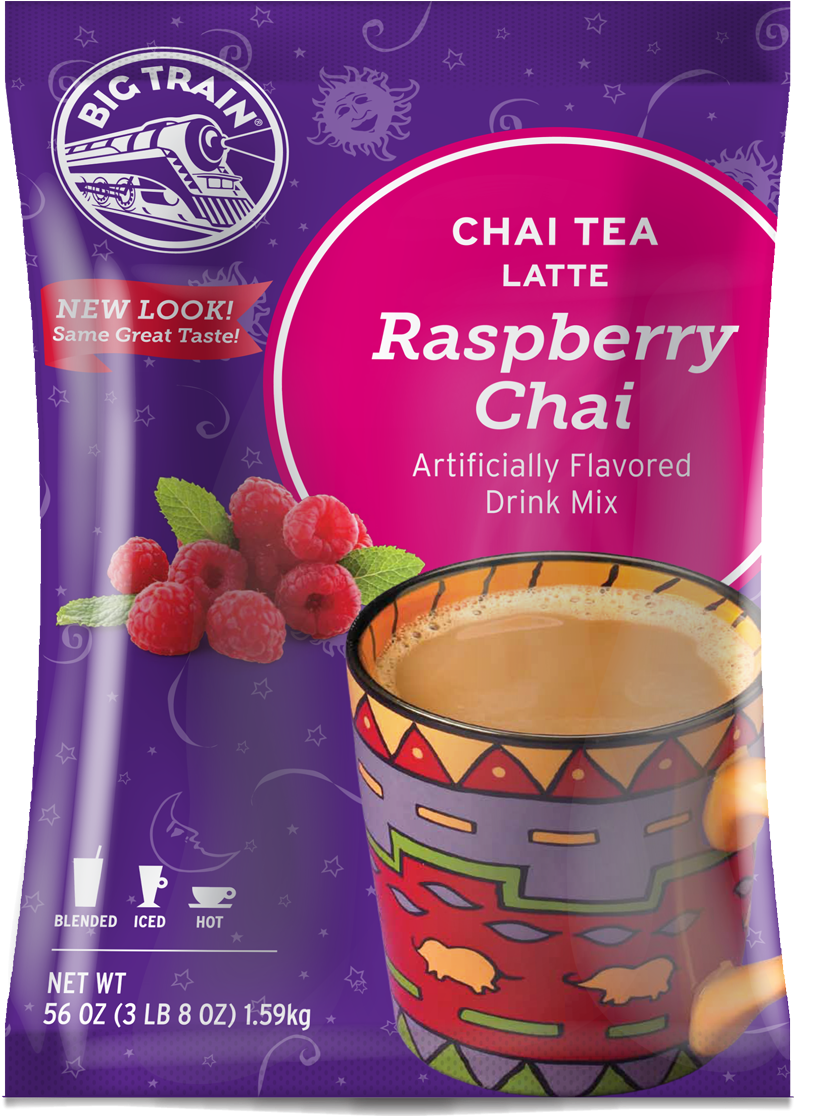 BIG TRAIN®
NEW LOOK!
Same Great Taste!
CHAI TEA
LATTE
Raspberry
Chai
Artificially Flavored
Drink Mix
BLENDED ICED HOT
NET WT
56 OZ (3 LB 8 OZ) 1.59kg